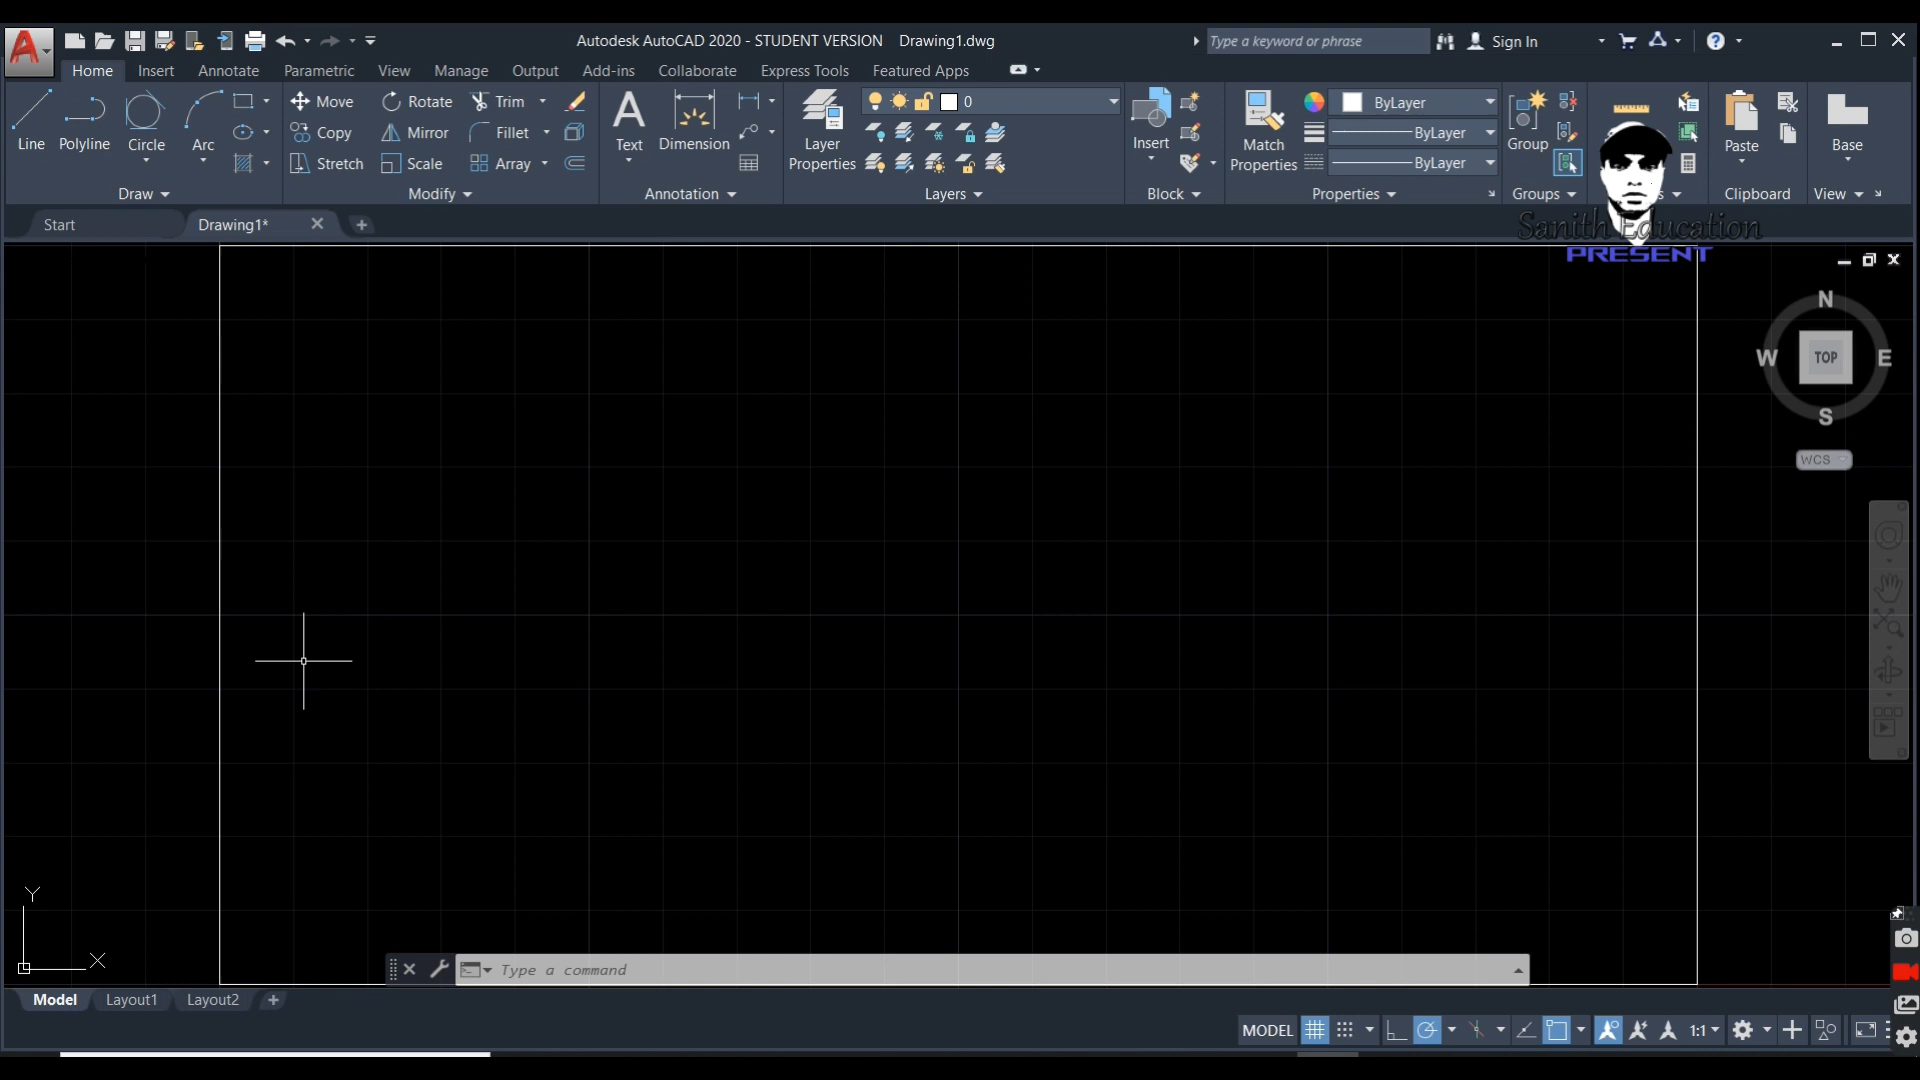 Autodesk AutoCAD 2020 - STUDENT VERSION Drawing1.dwg
Type a keyword or phrase
Sign In
Home Insert Annotate Parametric View Manage Output Add-ins Collaborate Express Tools Featured Apps
Line Polyline Circle Arc
Move Rotate Trim
Copy Mirror Fillet
Stretch Scale Array
Text Dimension
Layer Properties
0
Insert
Match Properties
ByLayer
ByLayer
ByLayer
Group
Paste
Base
Draw Modify Annotation Layers Block Properties Groups Clipboard View
Start Drawing1*
Sanith Education
PRESENT
N
W TOP E
S
WCS
Y
X
Type a command
Model Layout1 Layout2
MODEL 1:1